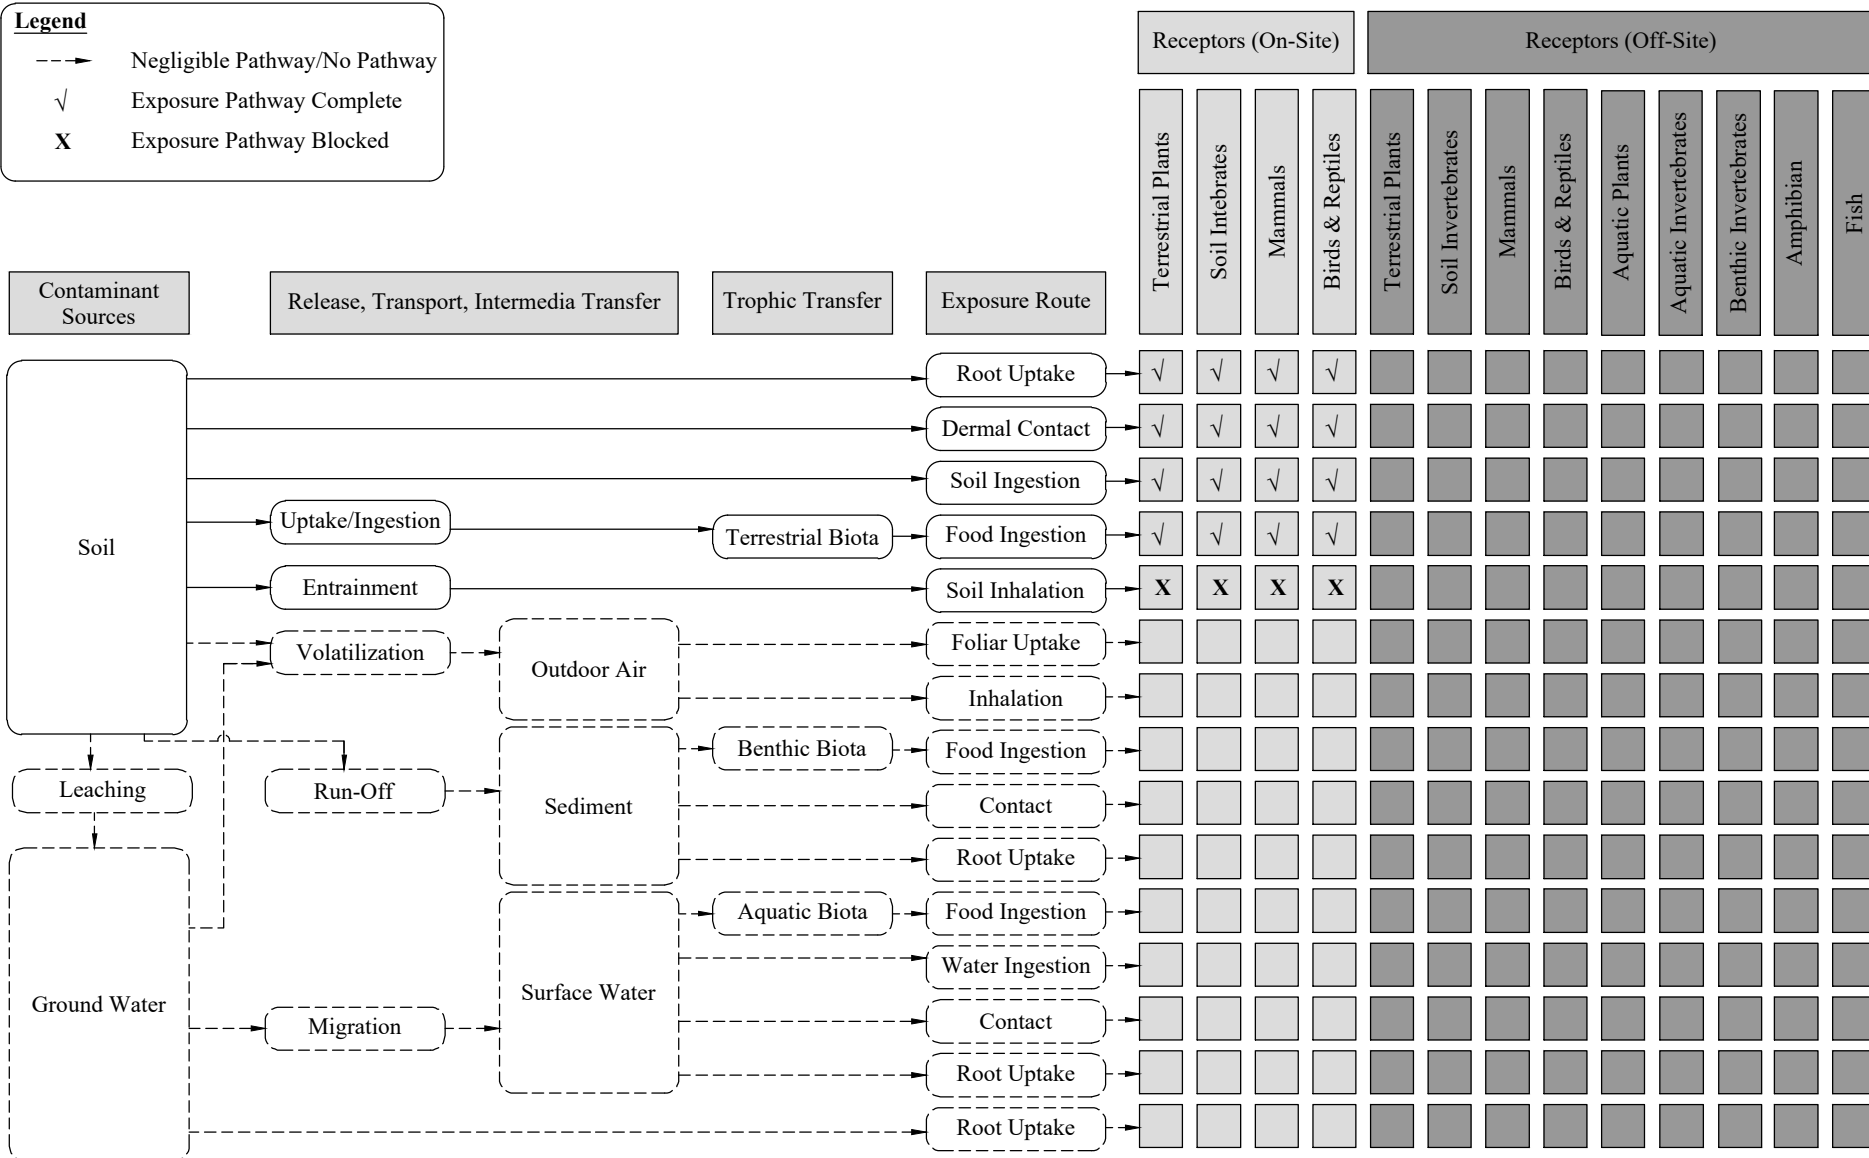 Legend
Negligible Pathway/No Pathway
√ Exposure Pathway Complete
X Exposure Pathway Blocked
Receptors (On-Site)
Receptors (Off-Site)
Terrestrial Plants
Soil Intebrates
Mammals
Birds & Reptiles
Terrestrial Plants
Soil Invertebrates
Mammals
Birds & Reptiles
Aquatic Plants
Aquatic Invertebrates
Benthic Invertebrates
Amphibian
Fish
Contaminant
Sources
Release, Transport, Intermedia Transfer
Trophic Transfer
Exposure Route
Soil
Root Uptake
√ √ √ √
Dermal Contact
√ √ √ √
Soil Ingestion
√ √ √ √
Uptake/Ingestion
Terrestrial Biota
Food Ingestion
√ √ √ √
Entrainment
Soil Inhalation
X X X X
Volatilization
Outdoor Air
Foliar Uptake
Inhalation
Leaching
Run-Off
Sediment
Benthic Biota
Food Ingestion
Contact
Root Uptake
Ground Water
Migration
Surface Water
Aquatic Biota
Food Ingestion
Water Ingestion
Contact
Root Uptake
Root Uptake